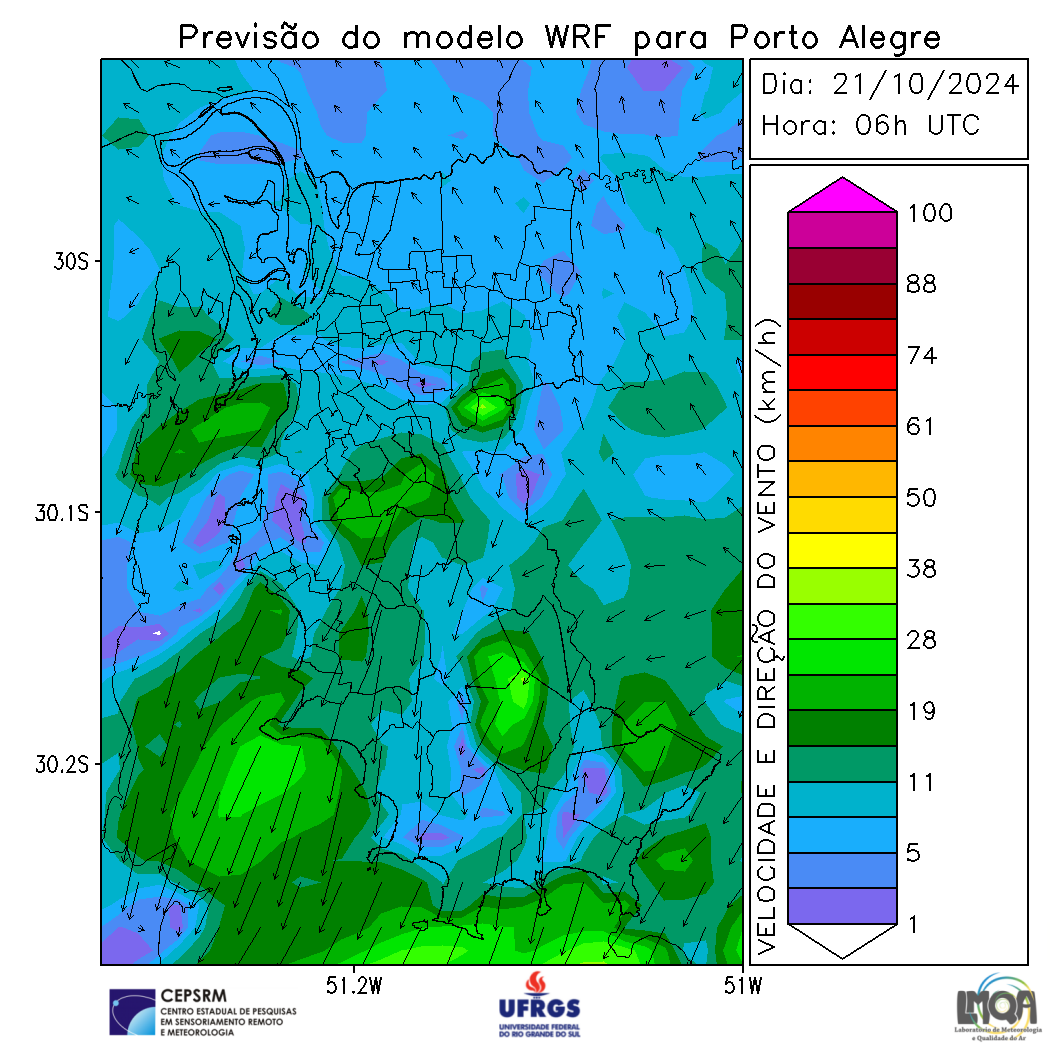 Previsão do modelo WRF para Porto Alegre
Dia: 21/10/2024
Hora: 06h UTC
30S
30.1S
30.2S
51.2W
51W
VELOCIDADE E DIREÇÃO DO VENTO (km/h)
100
88
74
61
50
38
28
19
11
5
1
CEPSRM
CENTRO ESTADUAL DE PESQUISAS
EM SENSORIAMENTO REMOTO
E METEOROLOGIA
UFRGS
UNIVERSIDADE FEDERAL
DO RIO GRANDE DO SUL
LMQA
Laboratório de Meteorologia
e Qualidade do Ar